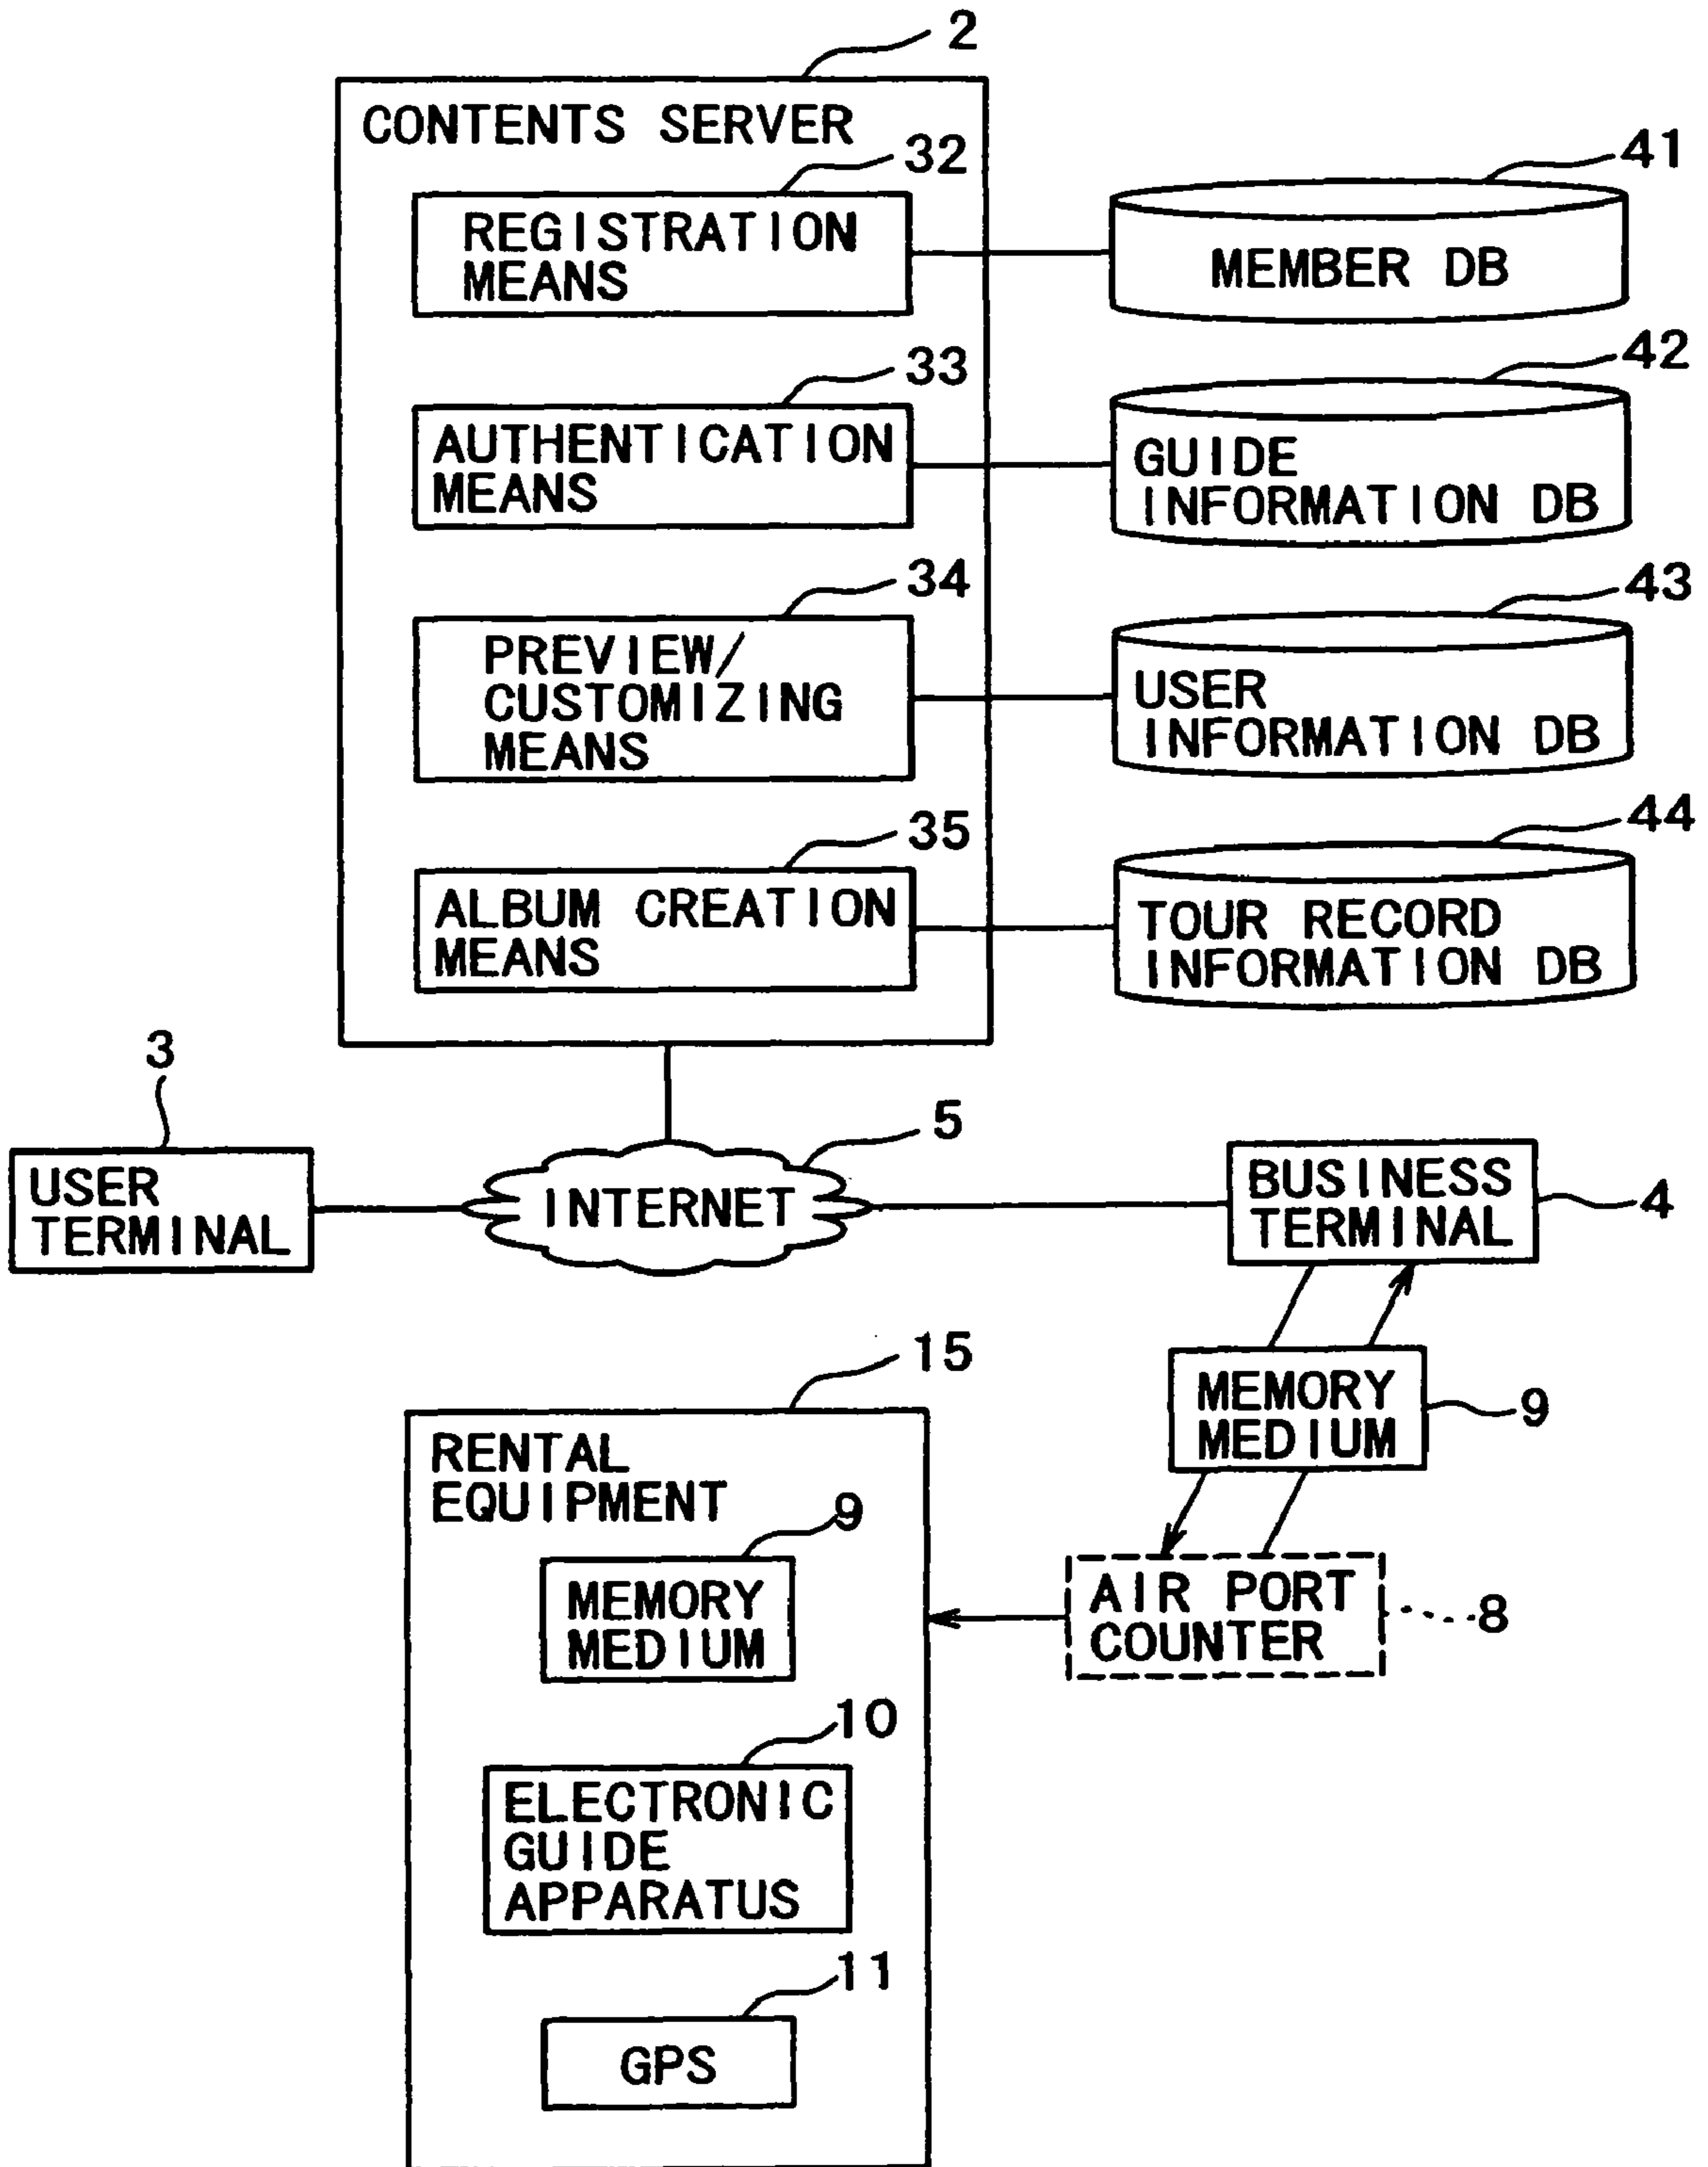 2
CONTENTS SERVER
32
REGISTRATION
MEANS
41
MEMBER DB
33
AUTHENTICATION
MEANS
42
GUIDE
INFORMATION DB
34
PREVIEW/
CUSTOMIZING
MEANS
43
USER
INFORMATION DB
35
ALBUM CREATION
MEANS
44
TOUR RECORD
INFORMATION DB
3
USER
TERMINAL
5
INTERNET
BUSINESS
TERMINAL
4
MEMORY
MEDIUM
9
15
RENTAL
EQUIPMENT
9
MEMORY
MEDIUM
AIR PORT
COUNTER
8
10
ELECTRONIC
GUIDE
APPARATUS
11
GPS